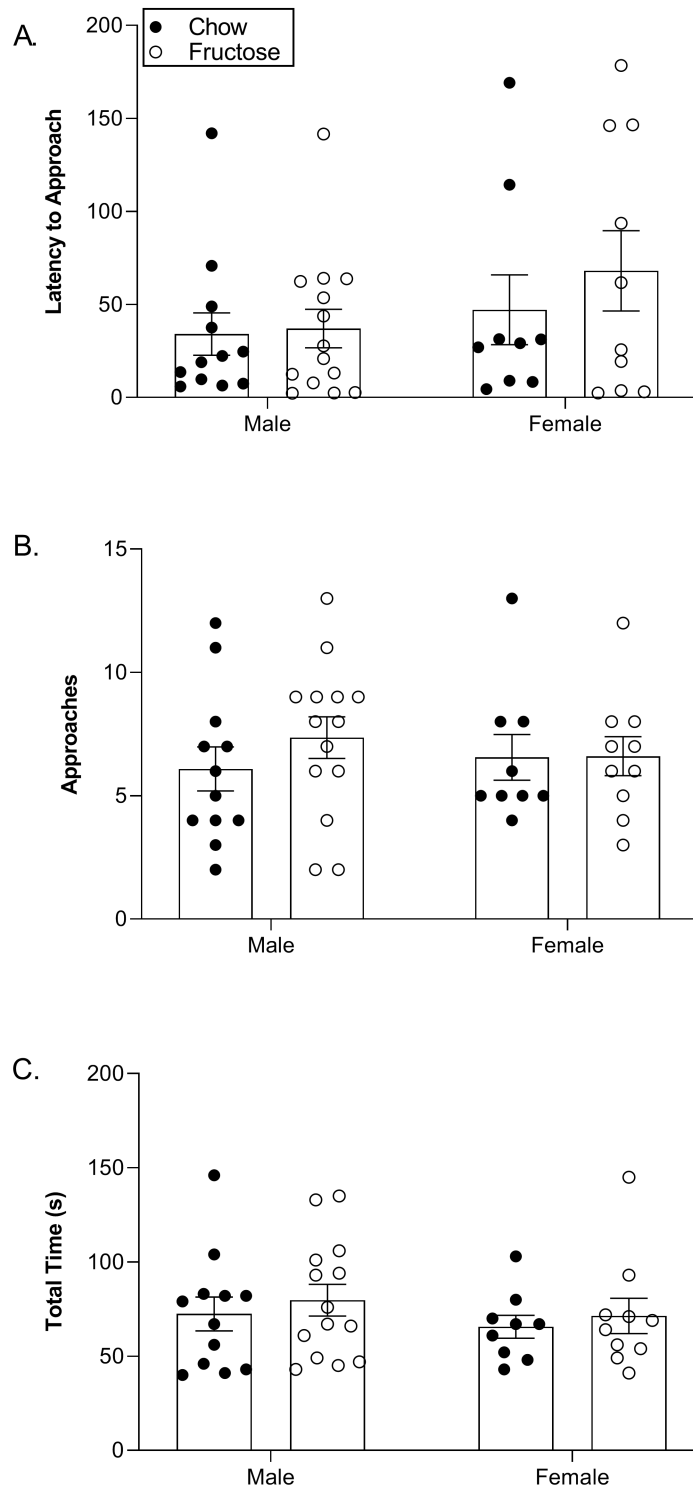 A.
Chow
Fructose
Latency to Approach
200
150
100
50
0
Male
Female
B.
Approaches
15
10
5
0
Male
Female
C.
Total Time (s)
200
150
100
50
0
Male
Female